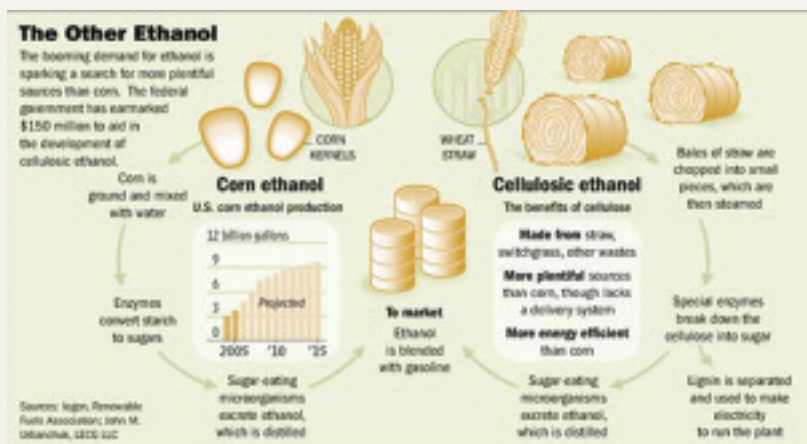 The Other Ethanol
The booming demand for ethanol is
sparking a search for more plentiful
sources than corn. The federal
government has earmarked
$150 million to aid in
the development of
cellulosic ethanol.
CORN
KERNELS
WHEAT
STRAW
Corn is
ground and mixed
with water
Corn ethanol
U.S. corn ethanol production
12 billion gallons
9
6
3
0
Projected
2005 '10 '15
Enzymes
convert starch
to sugars
Sugar-eating
microorganisms
excrete ethanol,
which is distilled
To market
Ethanol
is blended
with gasoline
Cellulosic ethanol
The benefits of cellulose
Made from straw,
switchgrass, other wastes
More plentiful sources
than corn, though lacks
a delivery system
More energy efficient
than corn
Bales of straw are
chopped into small
pieces, which are
then steamed
Special enzymes
break down the
cellulose into sugar
Sugar-eating
microorganisms
excrete ethanol,
which is distilled
Lignin is separated
and used to make
electricity
to run the plant
Sources: Iogen, Renewable
Fuels Association; John M.
Urbanchuk, LECG LLC